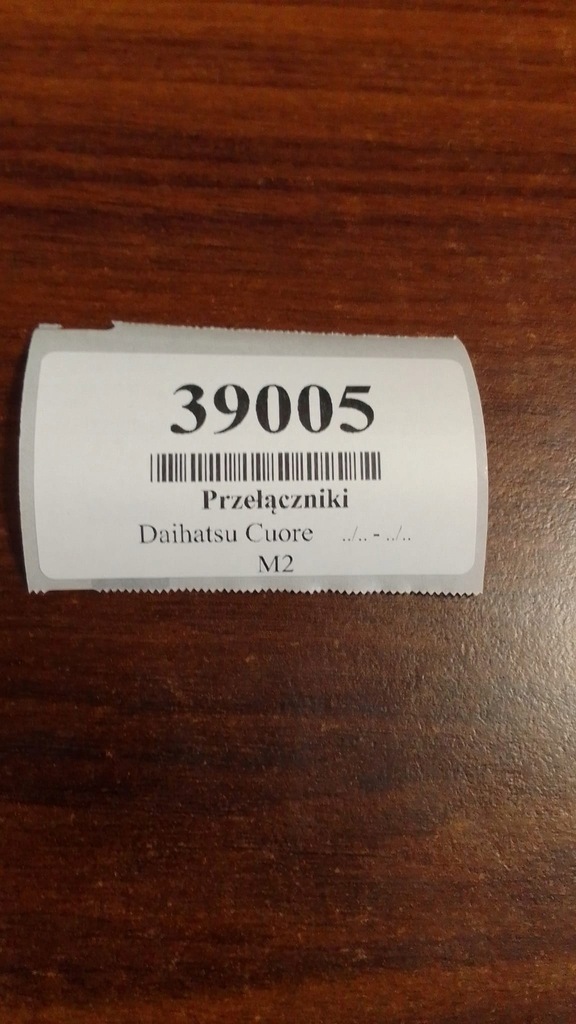 39005
Przełączniki
Daihatsu Cuore ../.. - ../..
M2